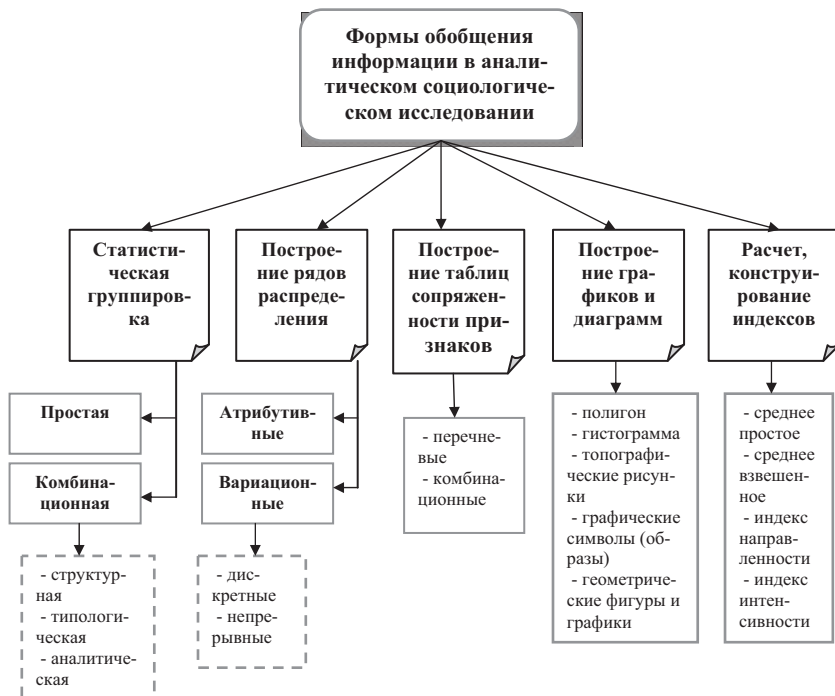 Формы обобщения
информации в анали-
тическом социологиче-
ском исследовании
Статисти-
ческая
группиров-
ка
Построе-
ние рядов
распреде-
ления
Построе-
ние таблиц
сопряжен-
ности при-
знаков
Построе-
ние гра-
фиков и
диаграмм
Расчет,
конструи-
рование
индексов
Простая
Комбина-
ционная
- структур-
ная
- типологи-
ческая
- аналитиче-
ская
Атрибутив-
ные
Вариацион-
ные
- дис-
кретные
- непре-
рывные
- перечне-
вые
- комбина-
ционные
- полигон
- гистограмма
- топографи-
ческие рисун-
ки
- графические
символы (об-
разы)
- геометриче-
ские фигуры и
графики
- среднее
простое
- среднее
взвешен-
ное
- индекс
направ-
ленности
- индекс
интен-
сивности